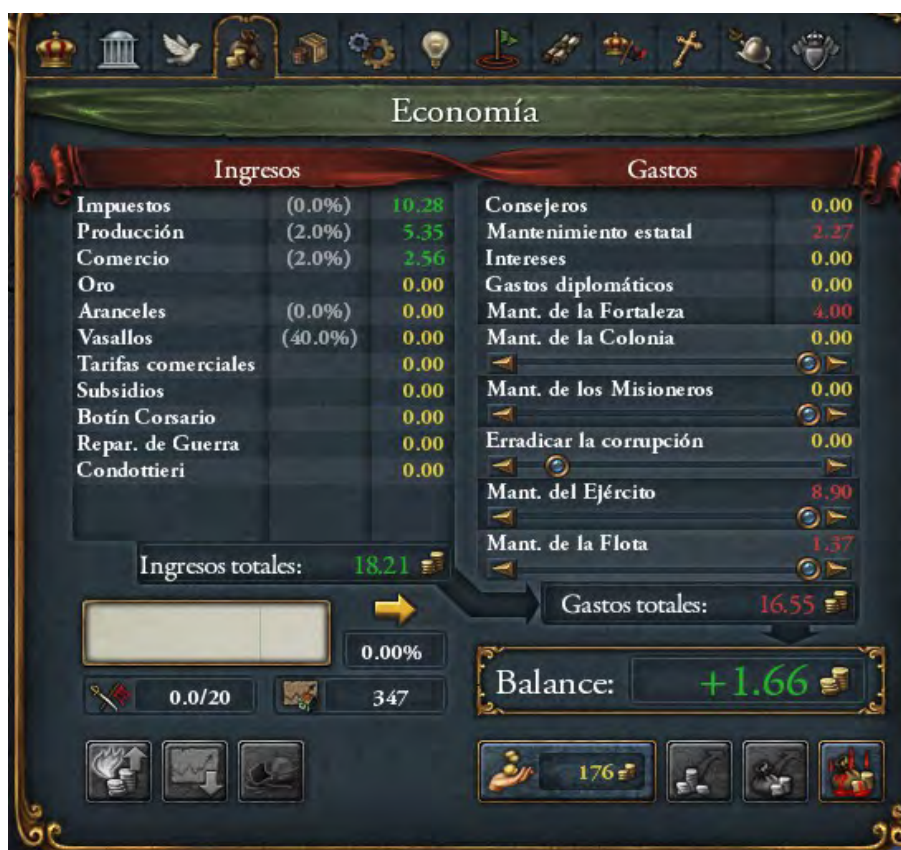 Economía
Ingresos
Impuestos (0.0%) 10.28
Producción (2.0%) 5.35
Comercio (2.0%) 2.56
Oro 0.00
Aranceles (0.0%) 0.00
Vasallos (40.0%) 0.00
Tarifas comerciales 0.00
Subsidios 0.00
Botín Corsario 0.00
Repar. de Guerra 0.00
Condottieri 0.00
Ingresos totales: 18.21
0.00%
0.0/20 347
Gastos
Consejeros 0.00
Mantenimiento estatal 2.27
Intereses 0.00
Gastos diplomáticos 0.00
Mant. de la Fortaleza 4.00
Mant. de la Colonia 0.00
Mant. de los Misioneros 0.00
Erradicar la corrupción 0.00
Mant. del Ejército 8.90
Mant. de la Flota 1.37
Gastos totales: 16.55
Balance: +1.66
176